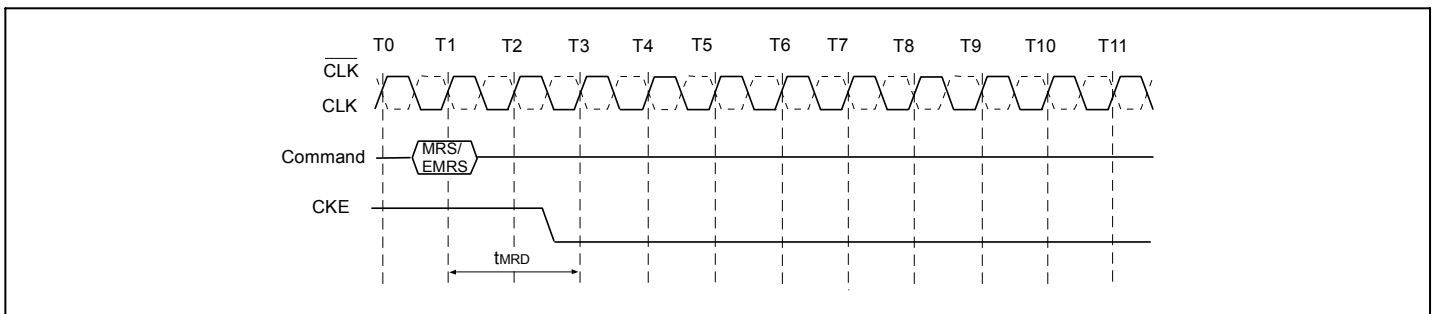 T0 T1 T2 T3 T4 T5 T6 T7 T8 T9 T10 T11
CLK
CLK
Command
MRS/
EMRS
CKE
tMRD